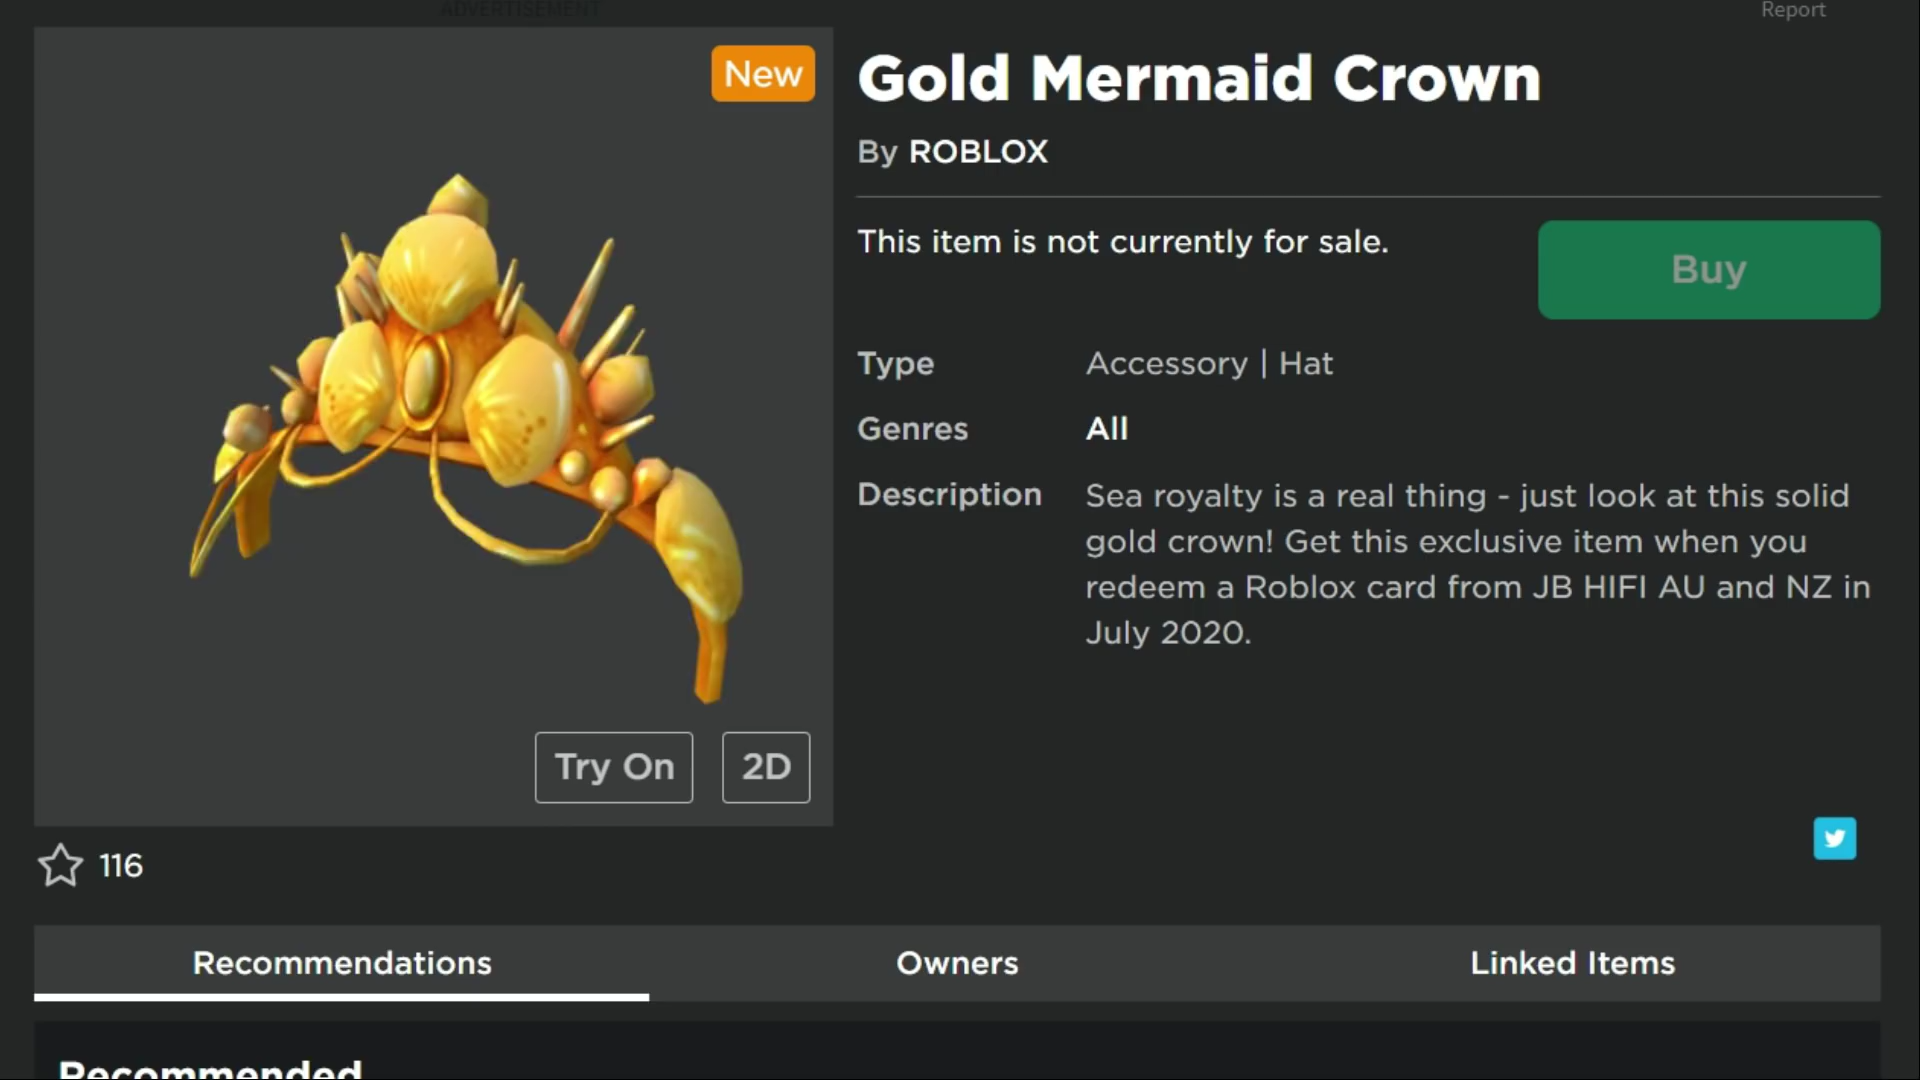 ADVERTISEMENT
Report
New
Gold Mermaid Crown
By ROBLOX
This item is not currently for sale.
Buy
Type Accessory | Hat
Genres All
Description Sea royalty is a real thing - just look at this solid
gold crown! Get this exclusive item when you
redeem a Roblox card from JB HIFI AU and NZ in
July 2020.
Try On 2D
116
Recommendations Owners Linked Items
Recommended